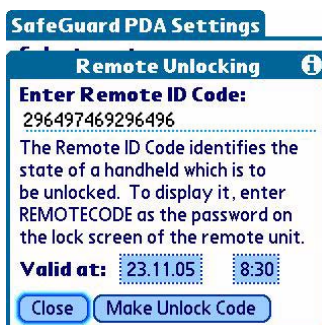 SafeGuard PDA Settings
Remote Unlocking
Enter Remote ID Code:
296497469296496
The Remote ID Code identifies the
state of a handheld which is to
be unlocked. To display it, enter
REMOTECODE as the password on
the lock screen of the remote unit.
Valid at: 23.11.05 8:30
Close Make Unlock Code